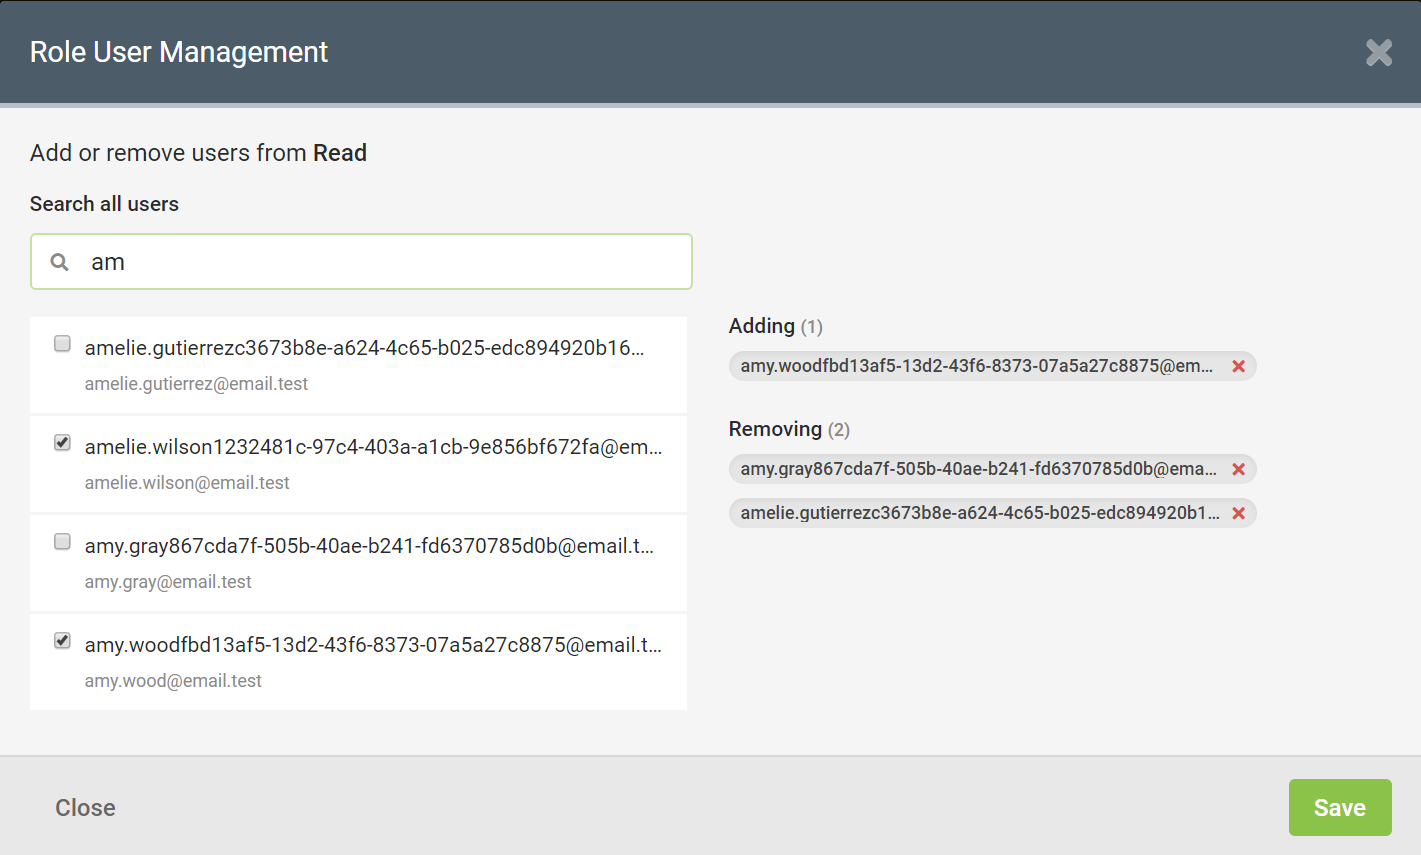 Role User Management
Add or remove users from Read
Search all users
am
amelie.gutierrezc3673b8e-a624-4c65-b025-edc894920b16...
amelie.gutierrez@email.test
amelie.wilson1232481c-97c4-403a-a1cb-9e856bf672fa@em...
amelie.wilson@email.test
amy.gray867cda7f-505b-40ae-b241-fd6370785d0b@email.t...
amy.gray@email.test
amy.woodfbd13af5-13d2-43f6-8373-07a5a27c8875@email.t...
amy.wood@email.test
Adding (1)
amy.woodfbd13af5-13d2-43f6-8373-07a5a27c8875@em...
Removing (2)
amy.gray867cda7f-505b-40ae-b241-fd6370785d0b@ema...
amelie.gutierrezc3673b8e-a624-4c65-b025-edc894920b1...
Close
Save